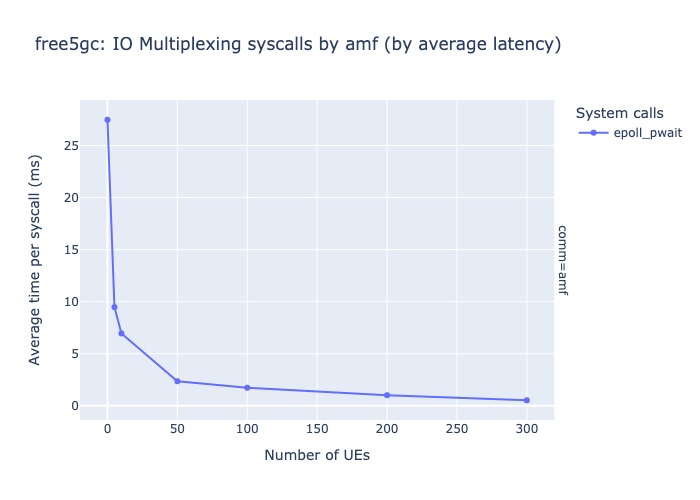 free5gc: IO Multiplexing syscalls by amf (by average latency)
System calls
epoll_pwait
Average time per syscall (ms)
25
20
15
10
5
0
comm=amf
0 50 100 150 200 250 300
Number of UEs